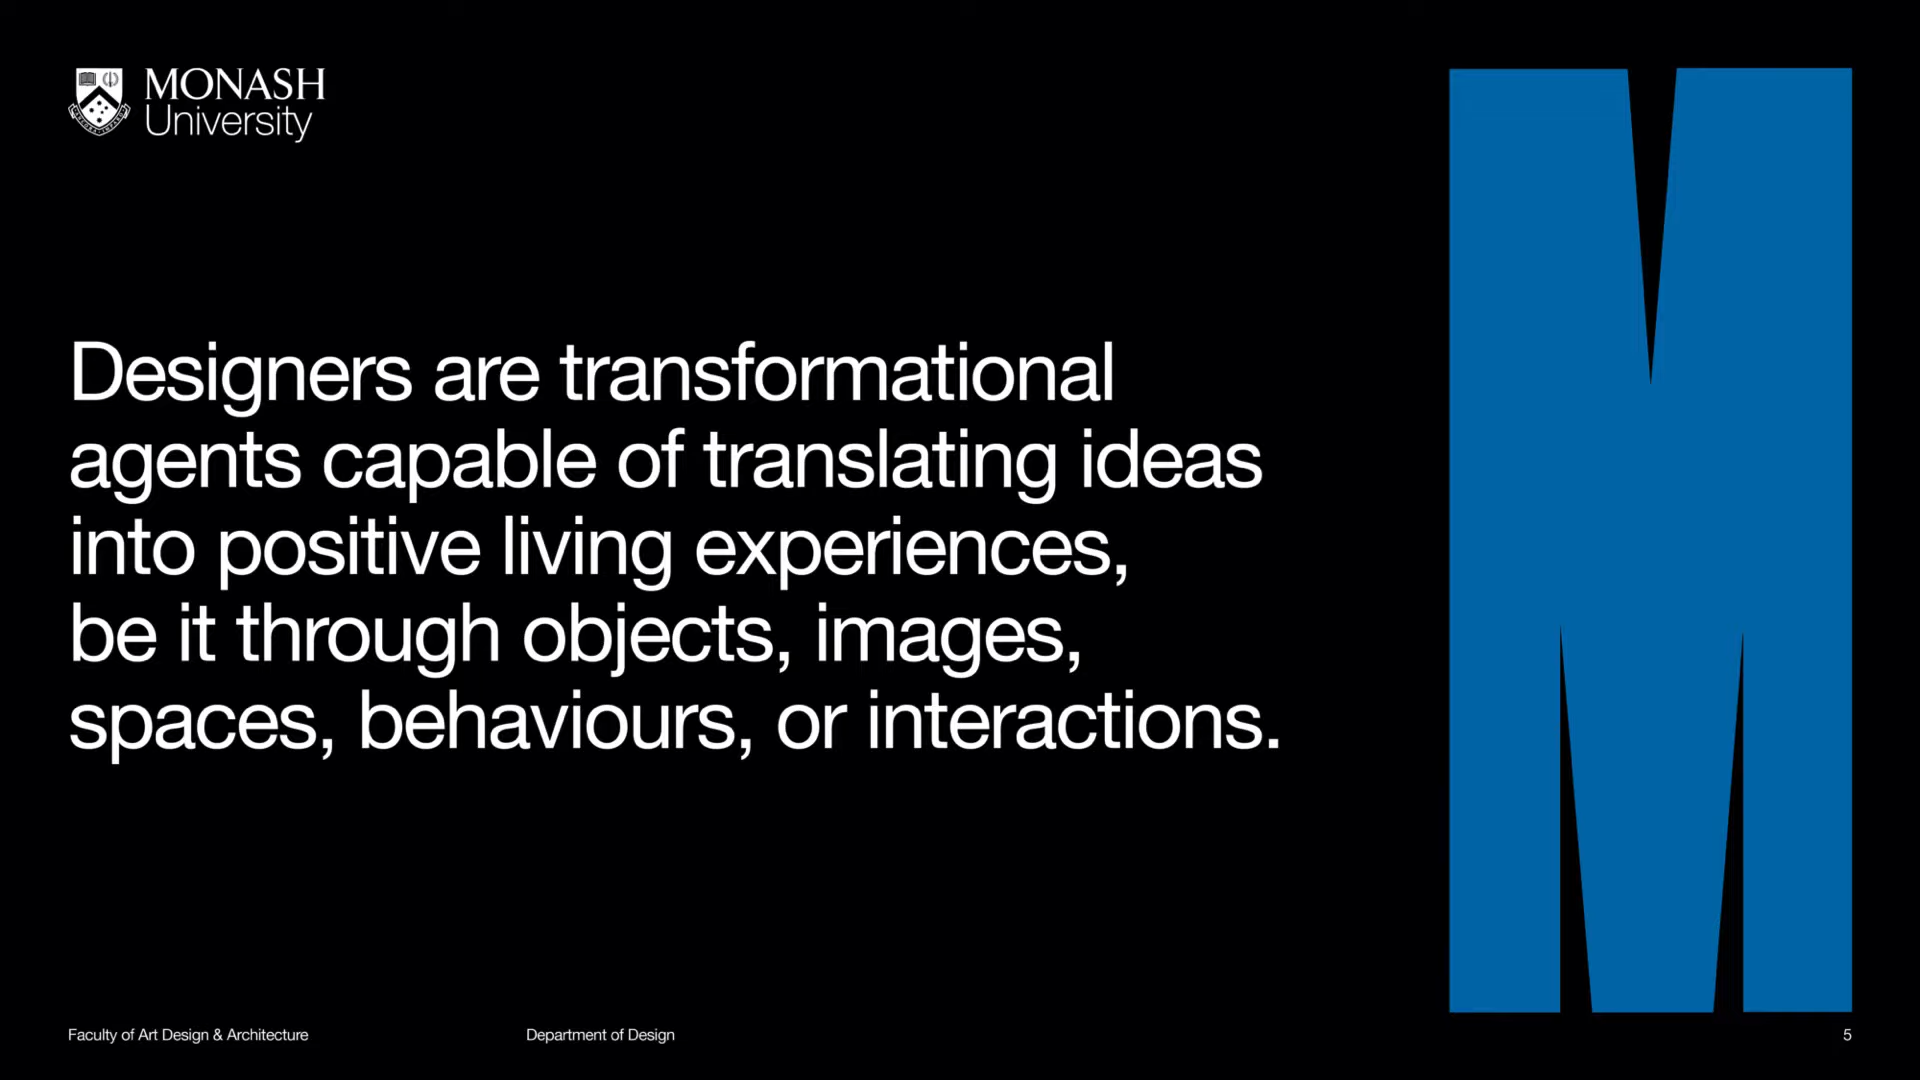 MONASH
University
Designers are transformational
agents capable of translating ideas
into positive living experiences,
be it through objects, images,
spaces, behaviours, or interactions.
M
Faculty of Art Design & Architecture
Department of Design
5